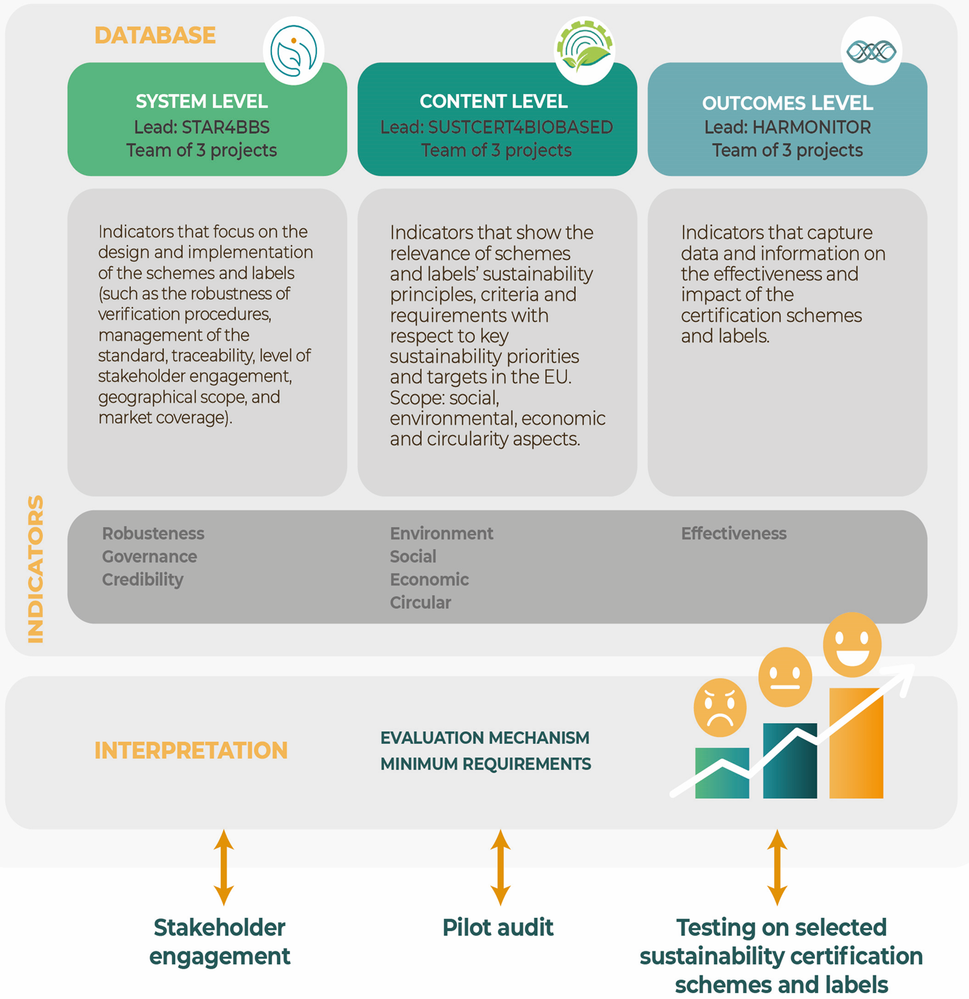 DATABASE
SYSTEM LEVEL
Lead: STAR4BBS
Team of 3 projects
CONTENT LEVEL
Lead: SUSTCERT4BIOBASED
Team of 3 projects
OUTCOMES LEVEL
Lead: HARMONITOR
Team of 3 projects
Indicators that focus on the
design and implementation
of the schemes and labels
(such as the robustness of
verification procedures,
management of the
standard, traceability, level of
stakeholder engagement,
geographical scope, and
market coverage).
Indicators that show the
relevance of schemes
and labels’ sustainability
principles, criteria and
requirements with
respect to key
sustainability priorities
and targets in the EU.
Scope: social,
environmental, economic
and circularity aspects.
Indicators that capture
data and information on
the effectiveness and
impact of the
certification schemes
and labels.
INDICATORS
Robusteness
Governance
Credibility
Environment
Social
Economic
Circular
Effectiveness
INTERPRETATION
EVALUATION MECHANISM
MINIMUM REQUIREMENTS
Stakeholder
engagement
Pilot audit
Testing on selected
sustainability certification
schemes and labels